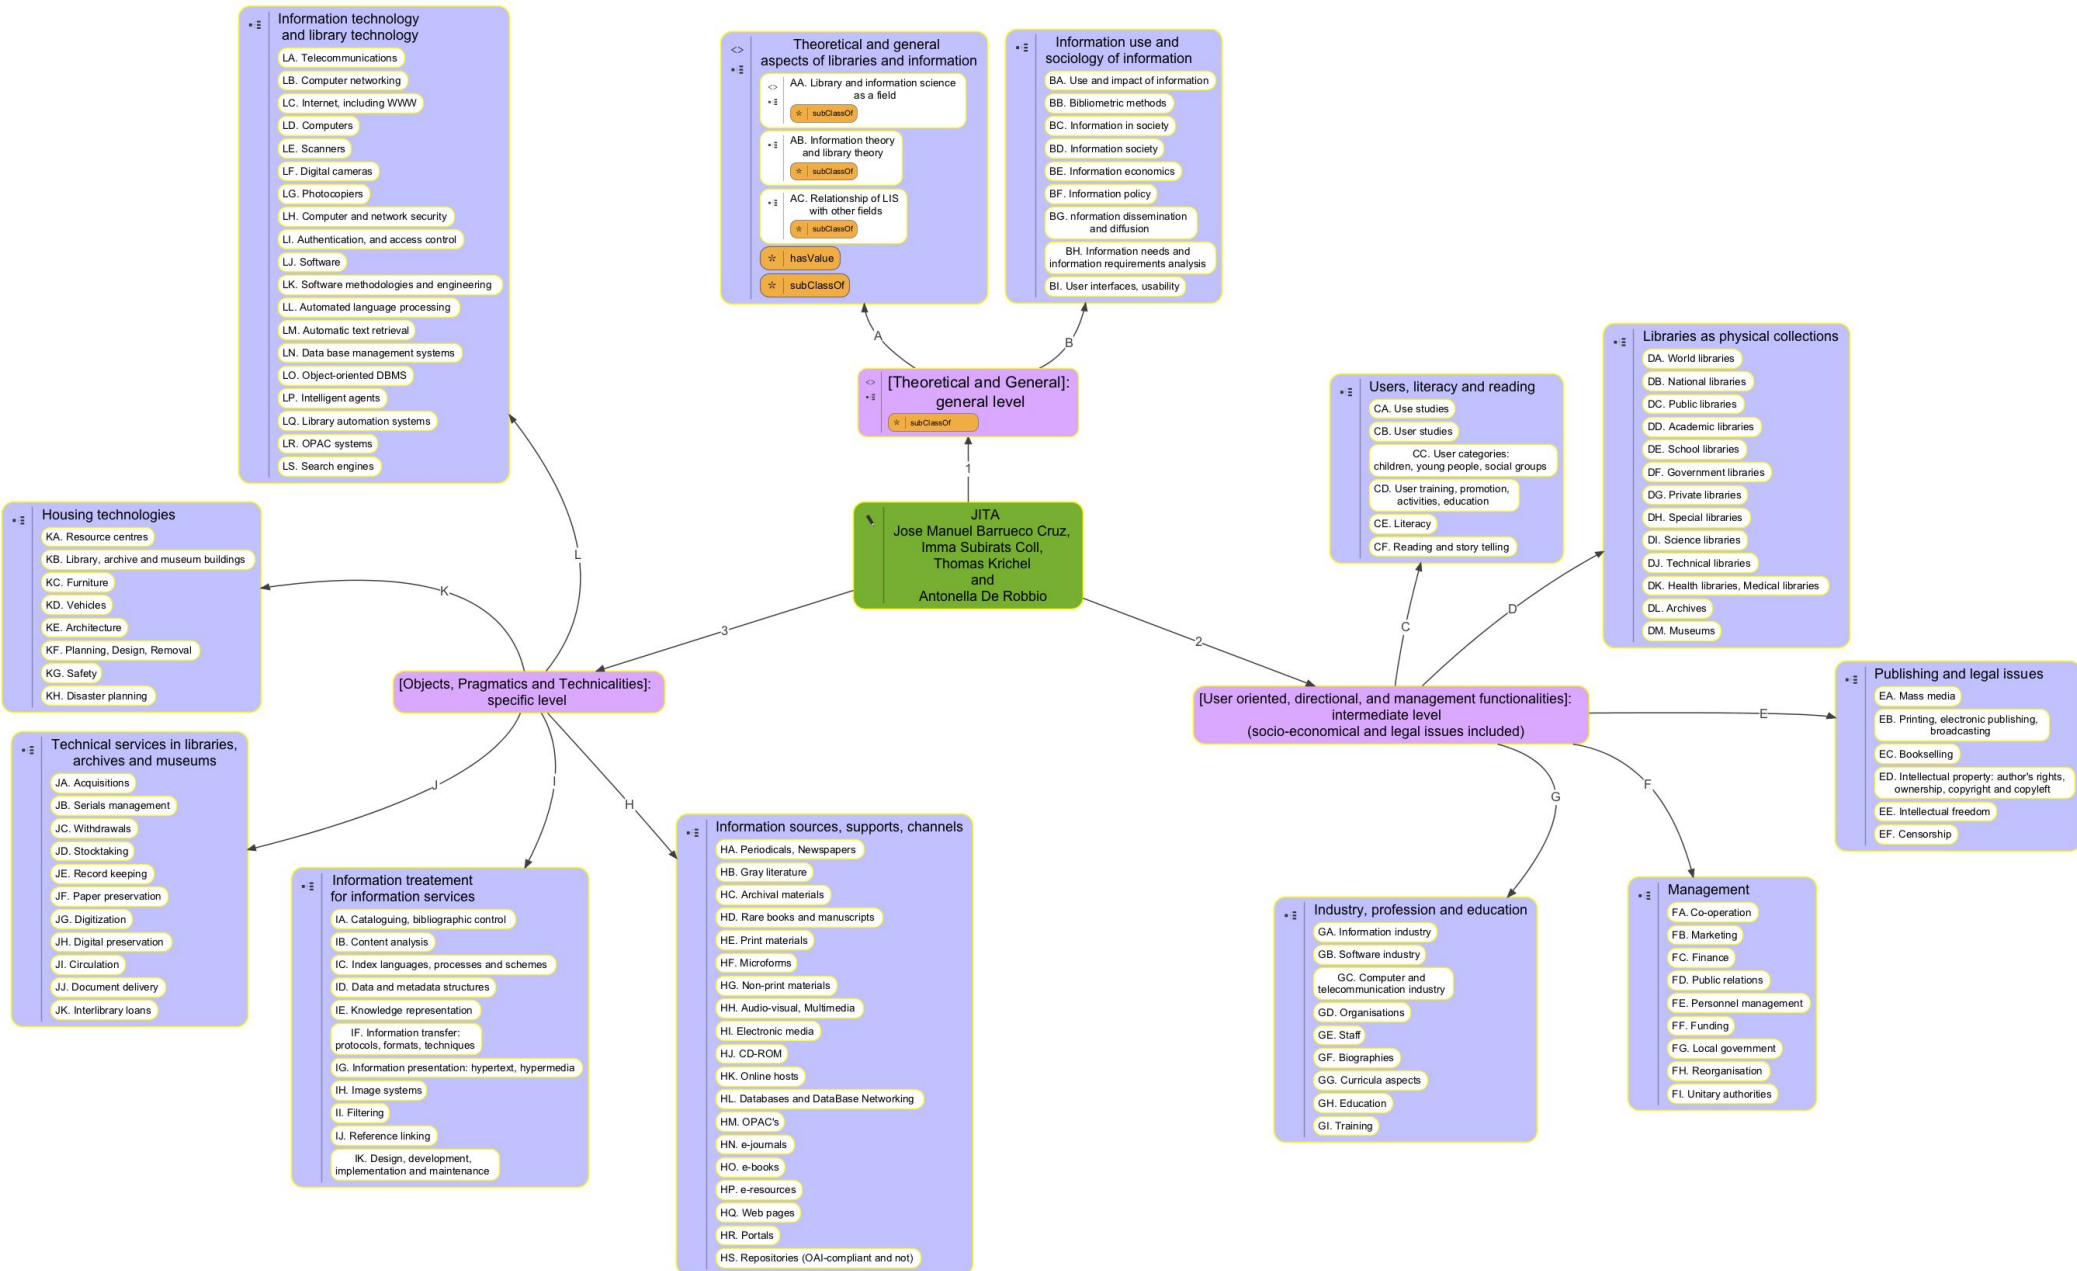 Information technology
and library technology
LA. Telecommunications
LB. Computer networking
LC. Internet, including WWW
LD. Computers
LE. Scanners
LF. Digital cameras
LG. Photocopiers
LH. Computer and network security
LI. Authentication, and access control
LJ. Software
LK. Software methodologies and engineering
LL. Automated language processing
LM. Automatic text retrieval
LN. Data base management systems
LO. Object-oriented DBMS
LP. Intelligent agents
LQ. Library automation systems
LR. OPAC systems
LS. Search engines
Theoretical and general
aspects of libraries and information
AA. Library and information science
as a field
subClassOf
AB. Information theory
and library theory
subClassOf
AC. Relationship of LIS
with other fields
subClassOf
hasValue
subClassOf
Information use and
sociology of information
BA. Use and impact of information
BB. Bibliometric methods
BC. Information in society
BD. Information society
BE. Information economics
BF. Information policy
BG. nformation dissemination
and diffusion
BH. Information needs and
information requirements analysis
BI. User interfaces, usability
A
B
[Theoretical and General]:
general level
subClassOf
1
JITA
Jose Manuel Barrueco Cruz,
Imma Subirats Coll,
Thomas Krichel
and
Antonella De Robbio
3
2
L
K
Housing technologies
KA. Resource centres
KB. Library, archive and museum buildings
KC. Furniture
KD. Vehicles
KE. Architecture
KF. Planning, Design, Removal
KG. Safety
KH. Disaster planning
[Objects, Pragmatics and Technicalities]:
specific level
J
I
H
Technical services in libraries,
archives and museums
JA. Acquisitions
JB. Serials management
JC. Withdrawals
JD. Stocktaking
JE. Record keeping
JF. Paper preservation
JG. Digitization
JH. Digital preservation
JI. Circulation
JJ. Document delivery
JK. Interlibrary loans
Information treatement
for information services
IA. Cataloguing, bibliographic control
IB. Content analysis
IC. Index languages, processes and schemes
ID. Data and metadata structures
IE. Knowledge representation
IF. Information transfer:
protocols, formats, techniques
IG. Information presentation: hypertext, hypermedia
IH. Image systems
II. Filtering
IJ. Reference linking
IK. Design, development,
implementation and maintenance
Information sources, supports, channels
HA. Periodicals, Newspapers
HB. Gray literature
HC. Archival materials
HD. Rare books and manuscripts
HE. Print materials
HF. Microforms
HG. Non-print materials
HH. Audio-visual, Multimedia
HI. Electronic media
HJ. CD-ROM
HK. Online hosts
HL. Databases and DataBase Networking
HM. OPAC's
HN. e-journals
HO. e-books
HP. e-resources
HQ. Web pages
HR. Portals
HS. Repositories (OAI-compliant and not)
Users, literacy and reading
CA. Use studies
CB. User studies
CC. User categories:
children, young people, social groups
CD. User training, promotion,
activities, education
CE. Literacy
CF. Reading and story telling
Libraries as physical collections
DA. World libraries
DB. National libraries
DC. Public libraries
DD. Academic libraries
DE. School libraries
DF. Government libraries
DG. Private libraries
DH. Special libraries
DI. Science libraries
DJ. Technical libraries
DK. Health libraries, Medical libraries
DL. Archives
DM. Museums
C
D
[User oriented, directional, and management functionalities]:
intermediate level
(socio-economical and legal issues included)
E
F
G
Publishing and legal issues
EA. Mass media
EB. Printing, electronic publishing,
broadcasting
EC. Bookselling
ED. Intellectual property: author's rights,
ownership, copyright and copyleft
EE. Intellectual freedom
EF. Censorship
Industry, profession and education
GA. Information industry
GB. Software industry
GC. Computer and
telecommunication industry
GD. Organisations
GE. Staff
GF. Biographies
GG. Curricula aspects
GH. Education
GI. Training
Management
FA. Co-operation
FB. Marketing
FC. Finance
FD. Public relations
FE. Personnel management
FF. Funding
FG. Local government
FH. Reorganisation
FI. Unitary authorities